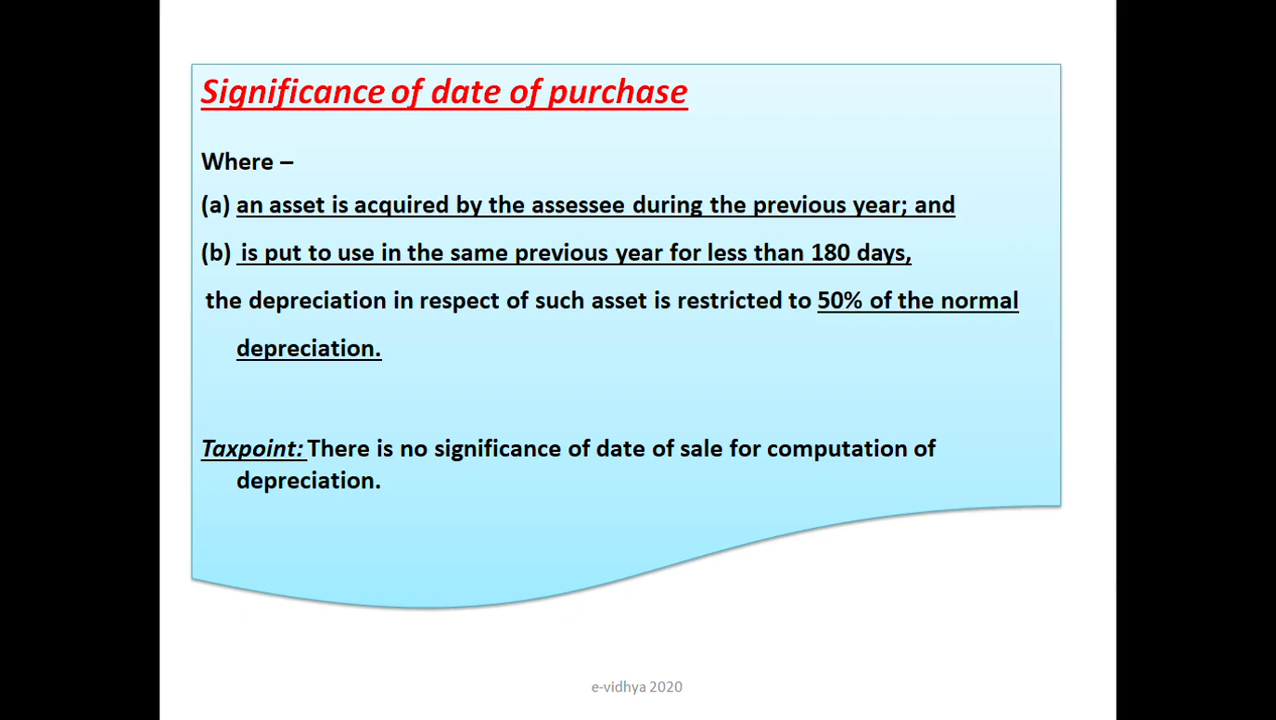 Significance of date of purchase
Where –
(a) an asset is acquired by the assessee during the previous year; and
(b) is put to use in the same previous year for less than 180 days,
the depreciation in respect of such asset is restricted to 50% of the normal
depreciation.
Taxpoint: There is no significance of date of sale for computation of
depreciation.
e-vidhya 2020